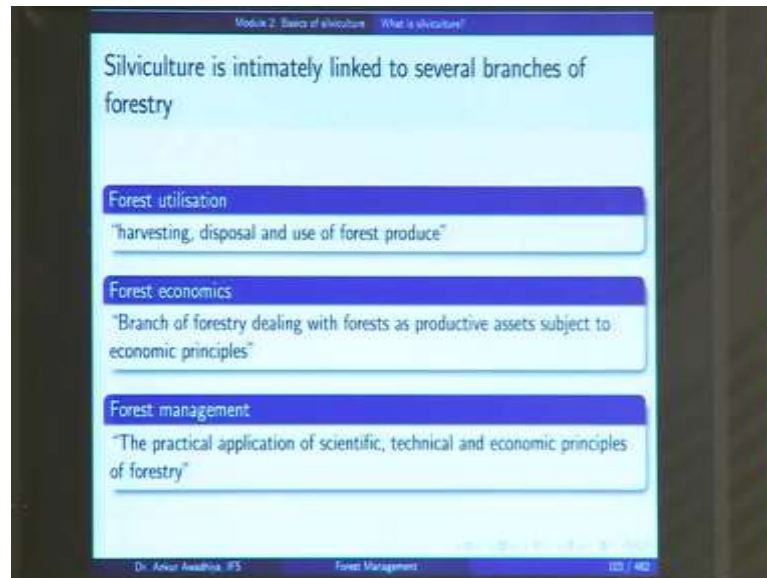 Module 2: Basics of silviculture What is silviculture?
Silviculture is intimately linked to several branches of
forestry
Forest utilisation
"harvesting, disposal and use of forest produce"
Forest economics
"Branch of forestry dealing with forests as productive assets subject to
economic principles"
Forest management
"The practical application of scientific, technical and economic principles
of forestry"
Dr. Ankur Awadhiya, IFS Forest Management / 482